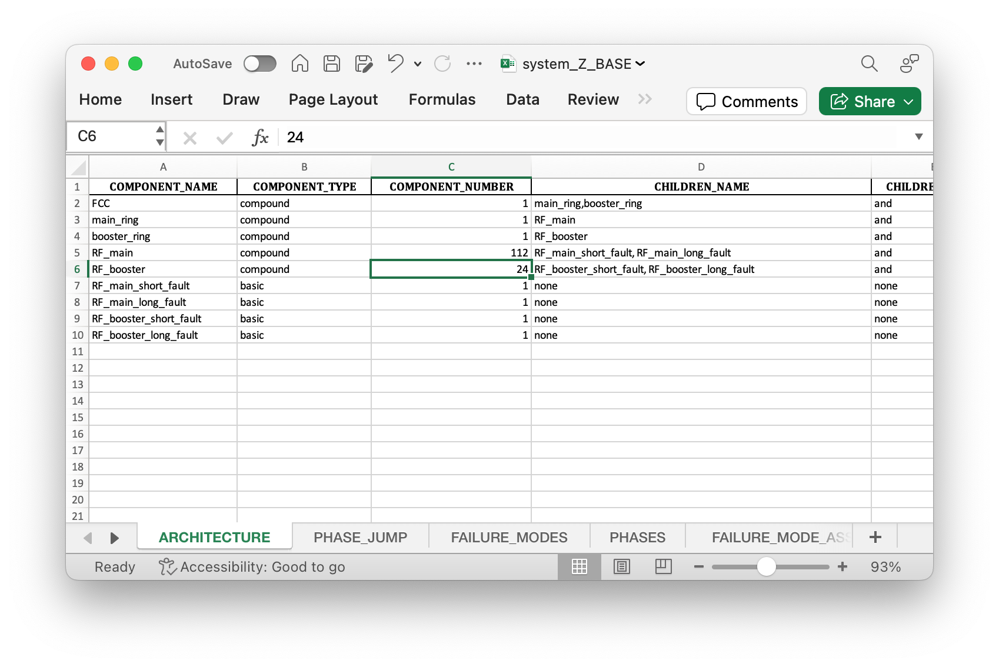 AutoSave system_Z_BASE
Home Insert Draw Page Layout Formulas Data Review Comments Share
C6 fx 24
A B C D
1 COMPONENT_NAME COMPONENT_TYPE COMPONENT_NUMBER CHILDREN_NAME CHILDRE
2 FCC compound 1 main_ring,booster_ring and
3 main_ring compound 1 RF_main and
4 booster_ring compound 1 RF_booster and
5 RF_main compound 112 RF_main_short_fault, RF_main_long_fault and
6 RF_booster compound 24 RF_booster_short_fault, RF_booster_long_fault and
7 RF_main_short_fault basic 1 none none
8 RF_main_long_fault basic 1 none none
9 RF_booster_short_fault basic 1 none none
10 RF_booster_long_fault basic 1 none none
11
12
13
14
15
16
17
18
19
20
21
ARCHITECTURE PHASE_JUMP FAILURE_MODES PHASES FAILURE_MODE_ASS
Ready Accessibility: Good to go 93%